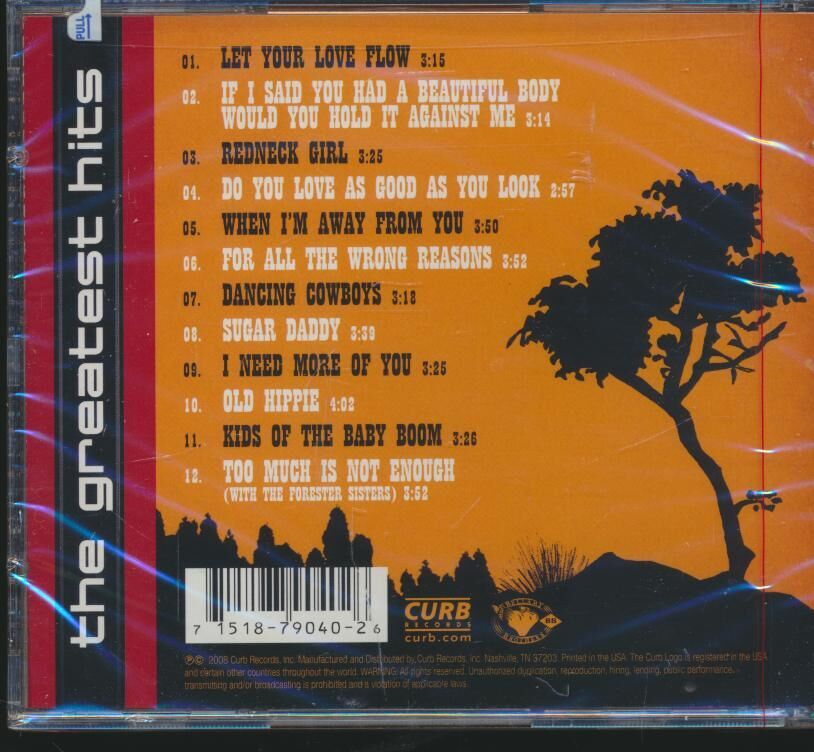 PULL
the greatest hits
01. LET YOUR LOVE FLOW 3:15
02. IF I SAID YOU HAD A BEAUTIFUL BODY
WOULD YOU HOLD IT AGAINST ME 3:14
03. REDNECK GIRL 3:25
04. DO YOU LOVE AS GOOD AS YOU LOOK 2:57
05. WHEN I'M AWAY FROM YOU 3:50
06. FOR ALL THE WRONG REASONS 3:52
07. DANCING COWBOYS 3:18
08. SUGAR DADDY 3:39
09. I NEED MORE OF YOU 3:25
10. OLD HIPPIE 4:02
11. KIDS OF THE BABY BOOM 3:26
12. TOO MUCH IS NOT ENOUGH
(WITH THE FORESTER SISTERS) 3:52
7 15187-79040-2 6
CURB
RECORDS
curb.com
BELLAMY
BROTHERS
BB
℗© 2008 Curb Records, Inc. Manufactured and Distributed by Curb Records, Inc. Nashville, TN 37203. Printed in the USA. The Curb Logo is registered in the USA
and certain other countries throughout the world. WARNING: All rights reserved. Unauthorized duplication, reproduction, hiring, lending, public performance,
transmitting and/or broadcasting is prohibited and a violation of applicable laws.